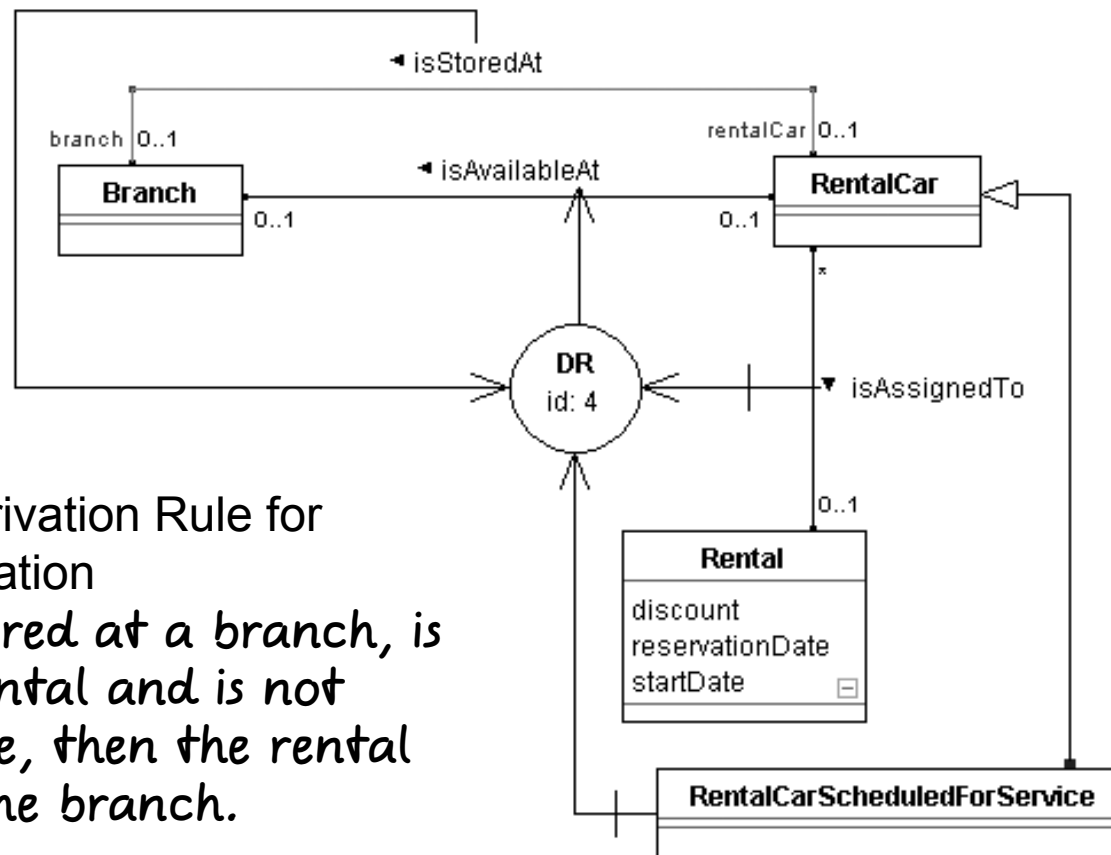 isStoredAt
branch 0..1
rentalCar 0..1
isAvailableAt
Branch
RentalCar
0..1
0..1
*
DR
id: 4
isAssignedTo
rivation Rule for
ation
0..1
Rental
red at a branch, is
discount
ntal and is not
reservationDate
startDate
e, then the rental
ne branch.
RentalCarScheduledForService